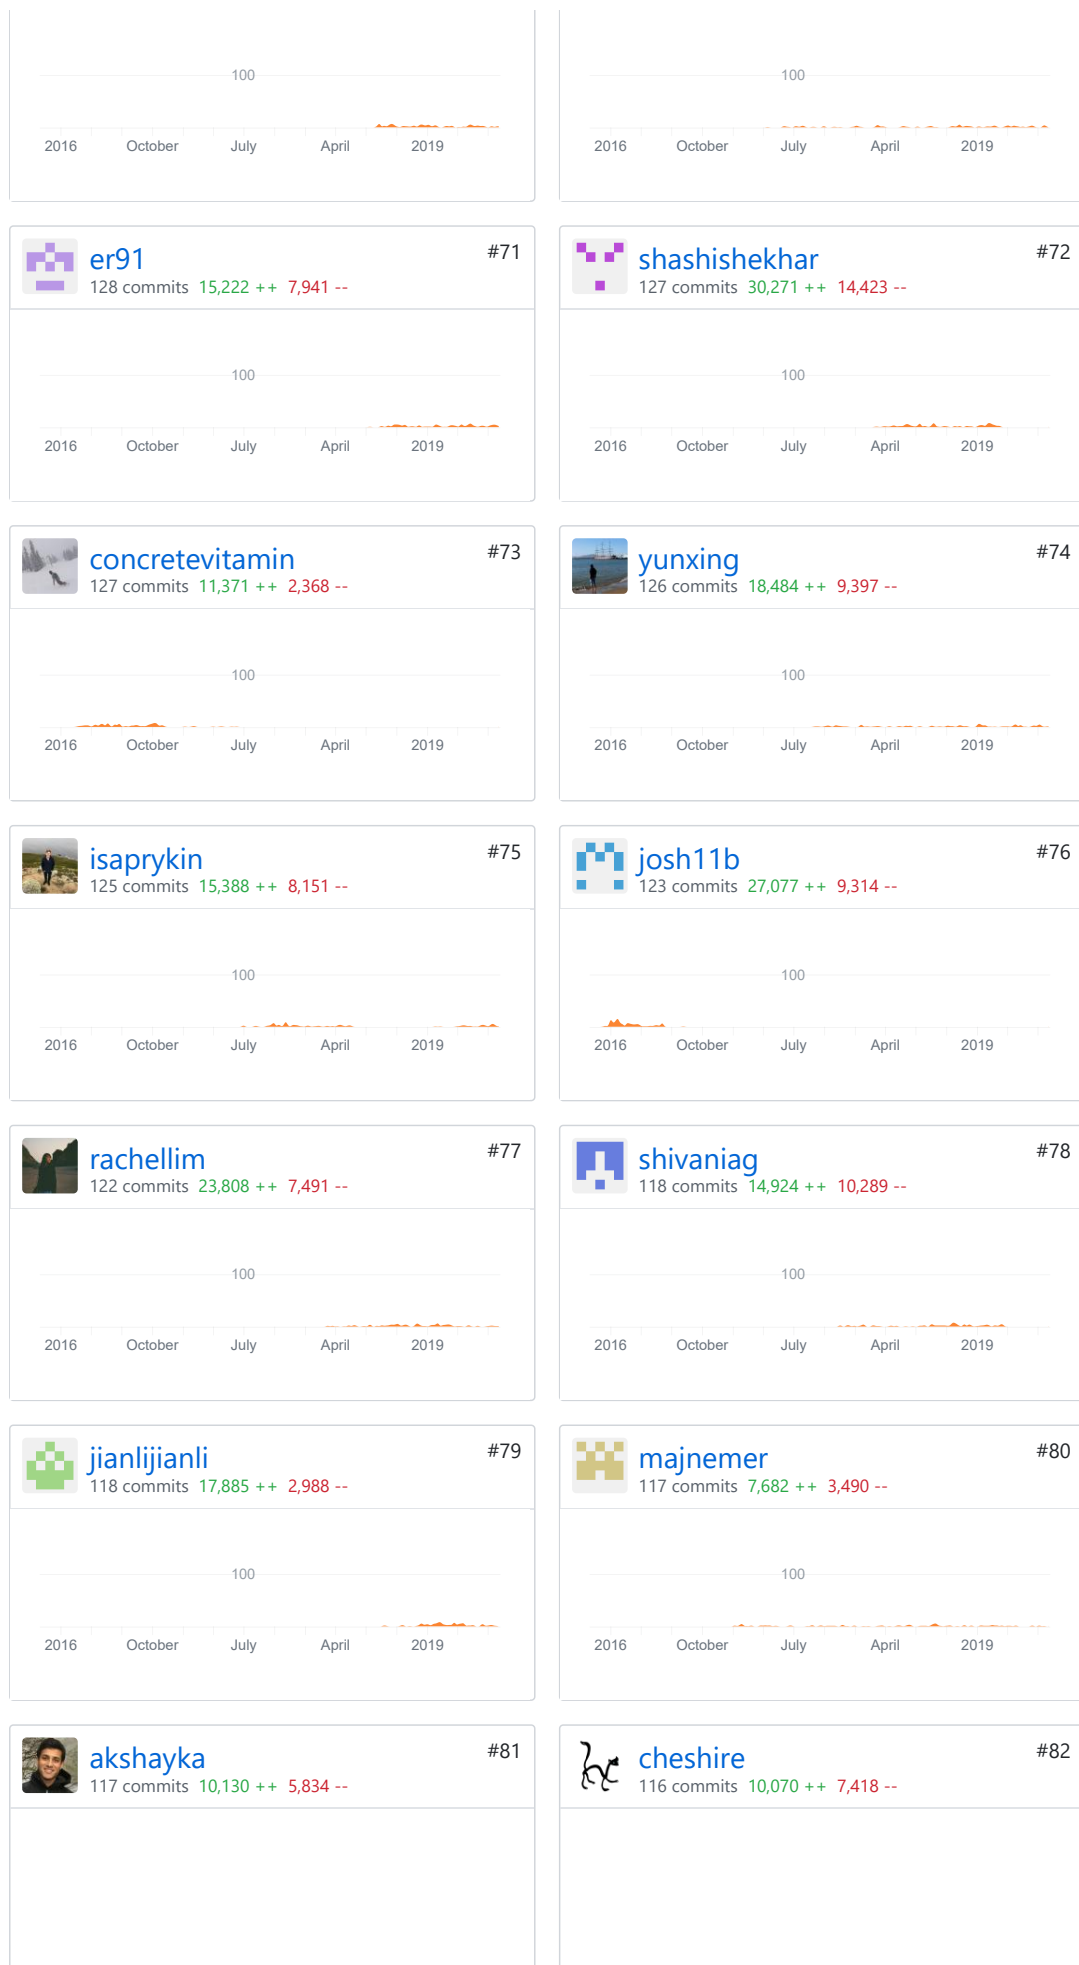 100
2016 October July April 2019
100
2016 October July April 2019
er91 #71
128 commits 15,222 ++ 7,941 --
100
2016 October July April 2019
shashishekhar #72
127 commits 30,271 ++ 14,423 --
100
2016 October July April 2019
concretevitamin #73
127 commits 11,371 ++ 2,368 --
100
2016 October July April 2019
yunxing #74
126 commits 18,484 ++ 9,397 --
100
2016 October July April 2019
isaprykin #75
125 commits 15,388 ++ 8,151 --
100
2016 October July April 2019
josh11b #76
123 commits 27,077 ++ 9,314 --
100
2016 October July April 2019
rachellim #77
122 commits 23,808 ++ 7,491 --
100
2016 October July April 2019
shivaniag #78
118 commits 14,924 ++ 10,289 --
100
2016 October July April 2019
jianlijianli #79
118 commits 17,885 ++ 2,988 --
100
2016 October July April 2019
majnemer #80
117 commits 7,682 ++ 3,490 --
100
2016 October July April 2019
akshayka #81
117 commits 10,130 ++ 5,834 --
cheshire #82
116 commits 10,070 ++ 7,418 --